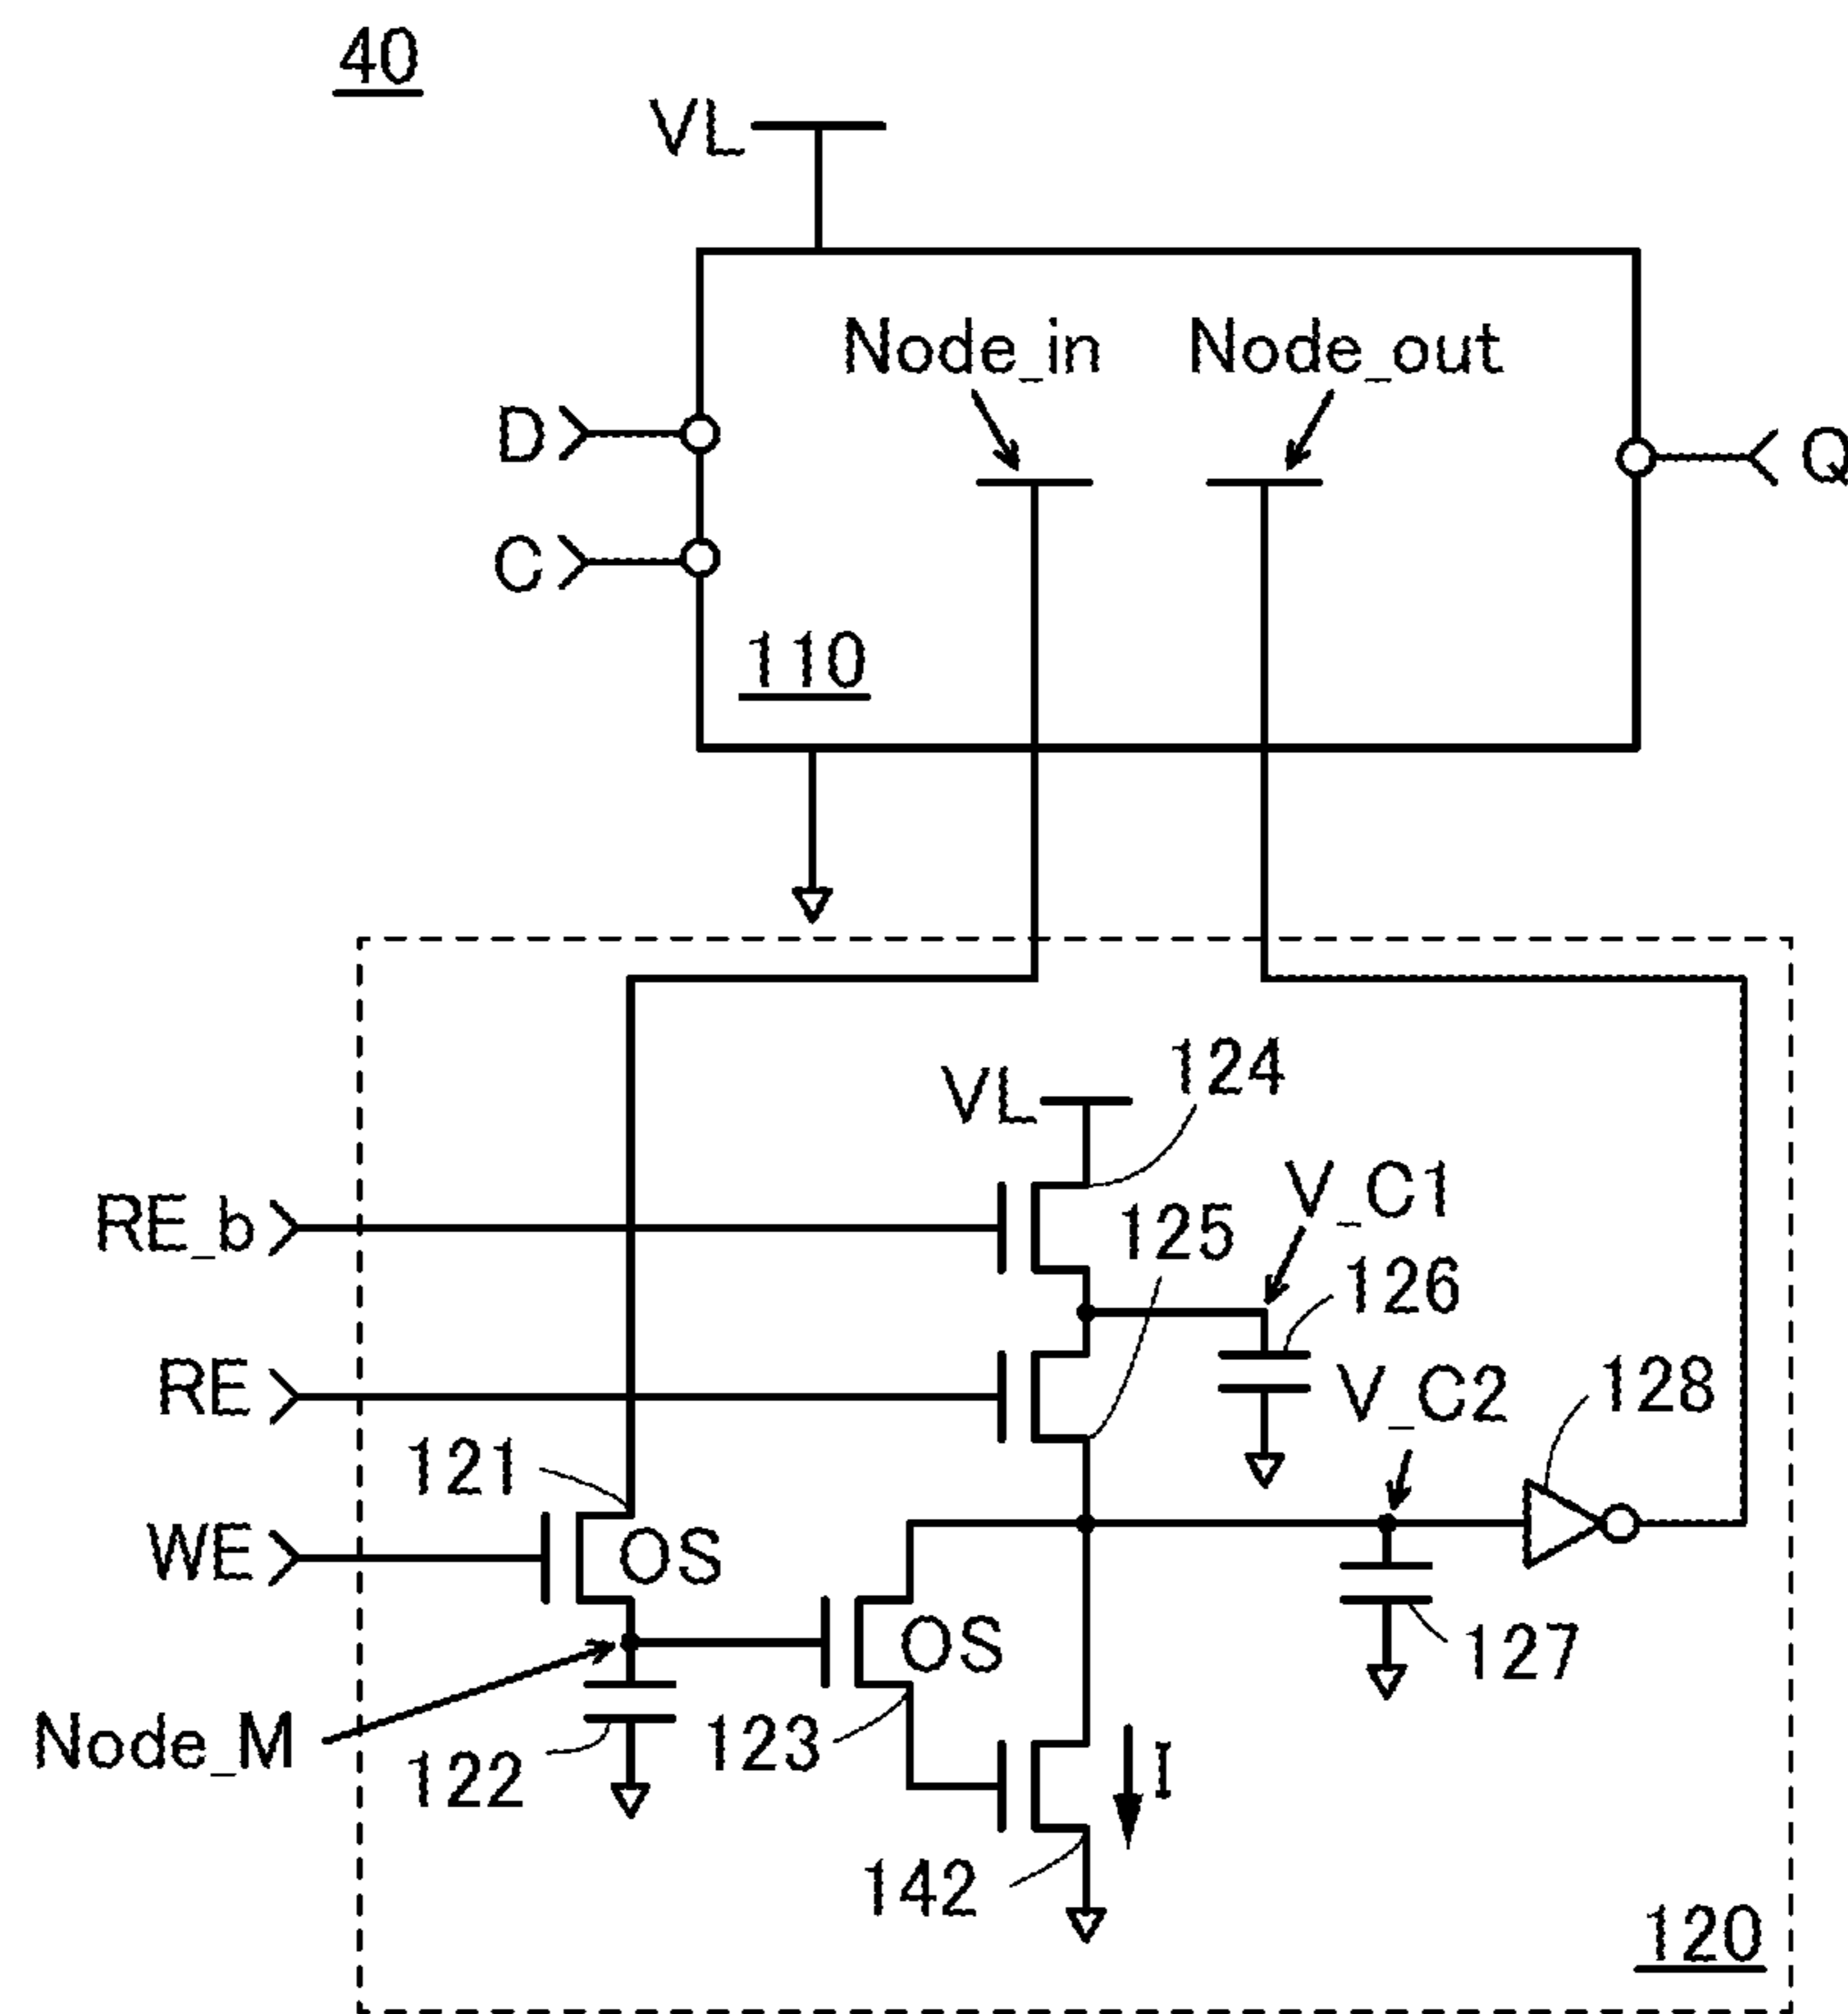 40
VL
Node_in Node_out
D
Q
C
110
VL
124
RE_b
125
V_C1
126
RE
V_C2
128
121
WE
OS
OS
127
Node_M
122
123
I
142
120